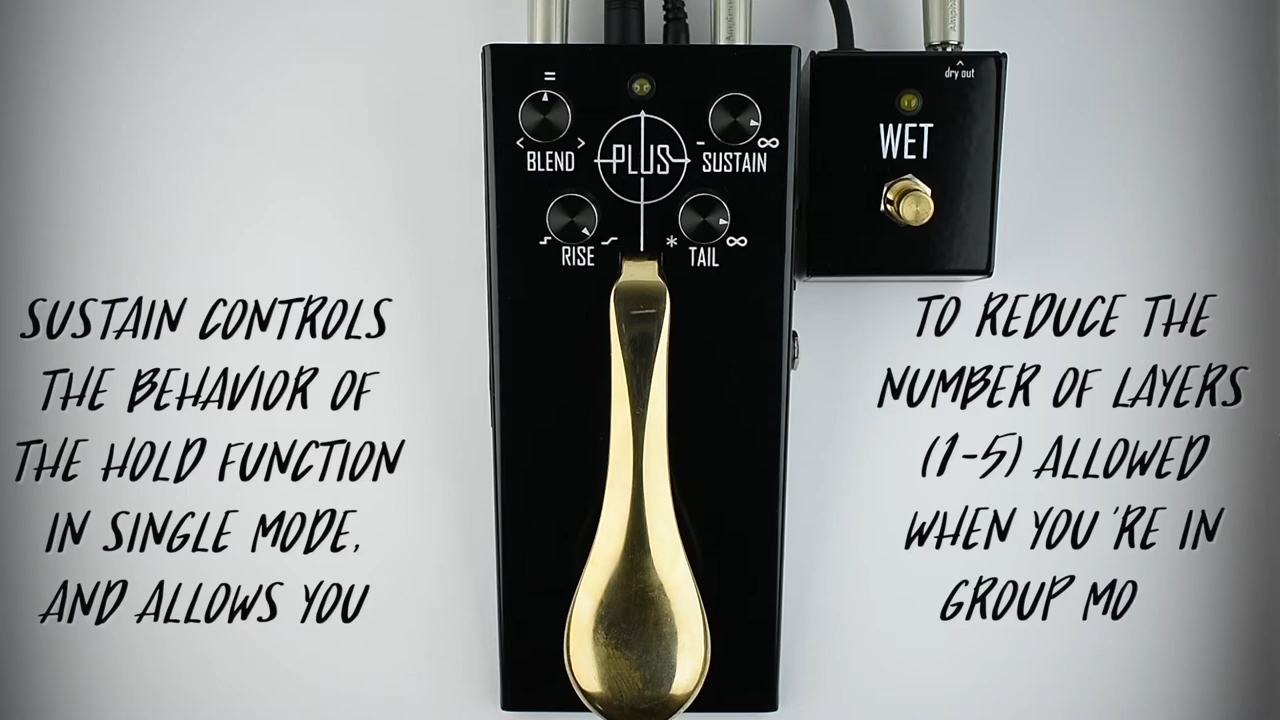 SUSTAIN CONTROLS
THE BEHAVIOR OF
THE HOLD FUNCTION
IN SINGLE MODE,
AND ALLOWS YOU
=
< >
BLEND
PLUS
- ∞
SUSTAIN
RISE
* ∞
TAIL
^
dry out
WET
TO REDUCE THE
NUMBER OF LAYERS
(1-5) ALLOWED
WHEN YOU'RE IN
GROUP MO